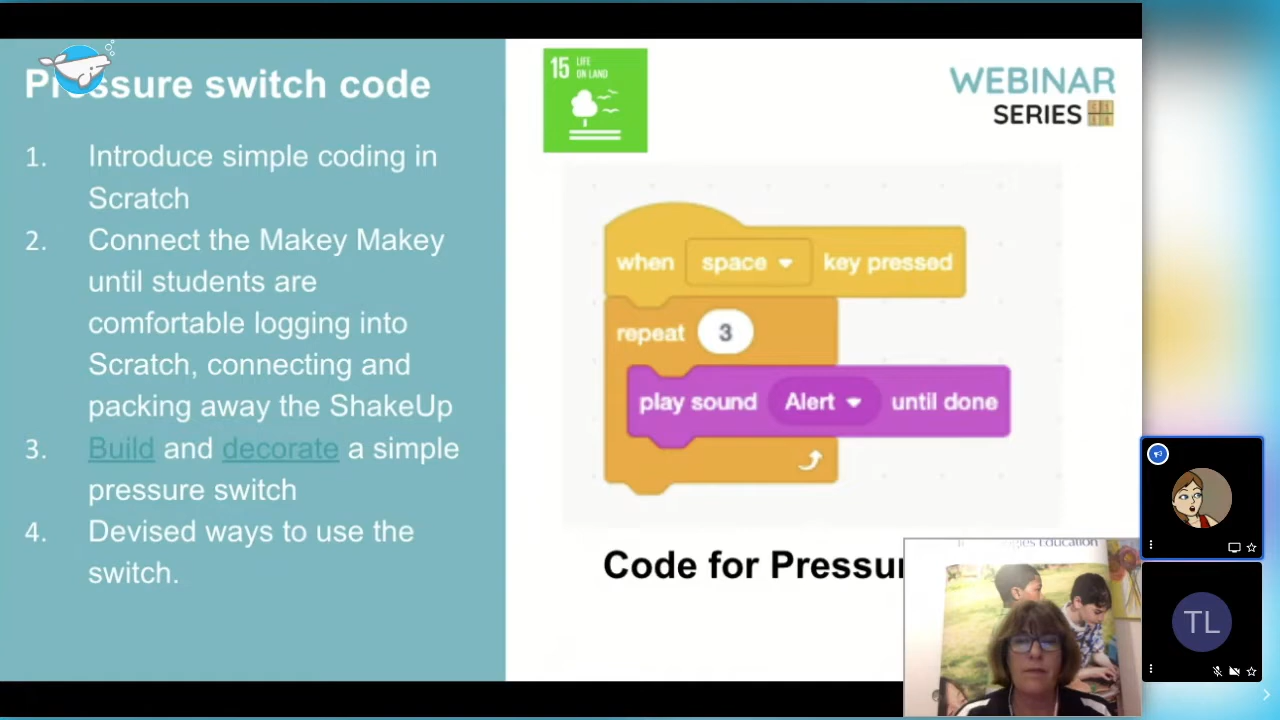 Pressure switch code
1. Introduce simple coding in
Scratch
2. Connect the Makey Makey
until students are
comfortable logging into
Scratch, connecting and
packing away the ShakeUp
3. Build and decorate a simple
pressure switch
4. Devised ways to use the
switch.
15 LIFE
ON LAND
WEBINAR
SERIES
when space key pressed
repeat 3
play sound Alert until done
Code for
Education
TL